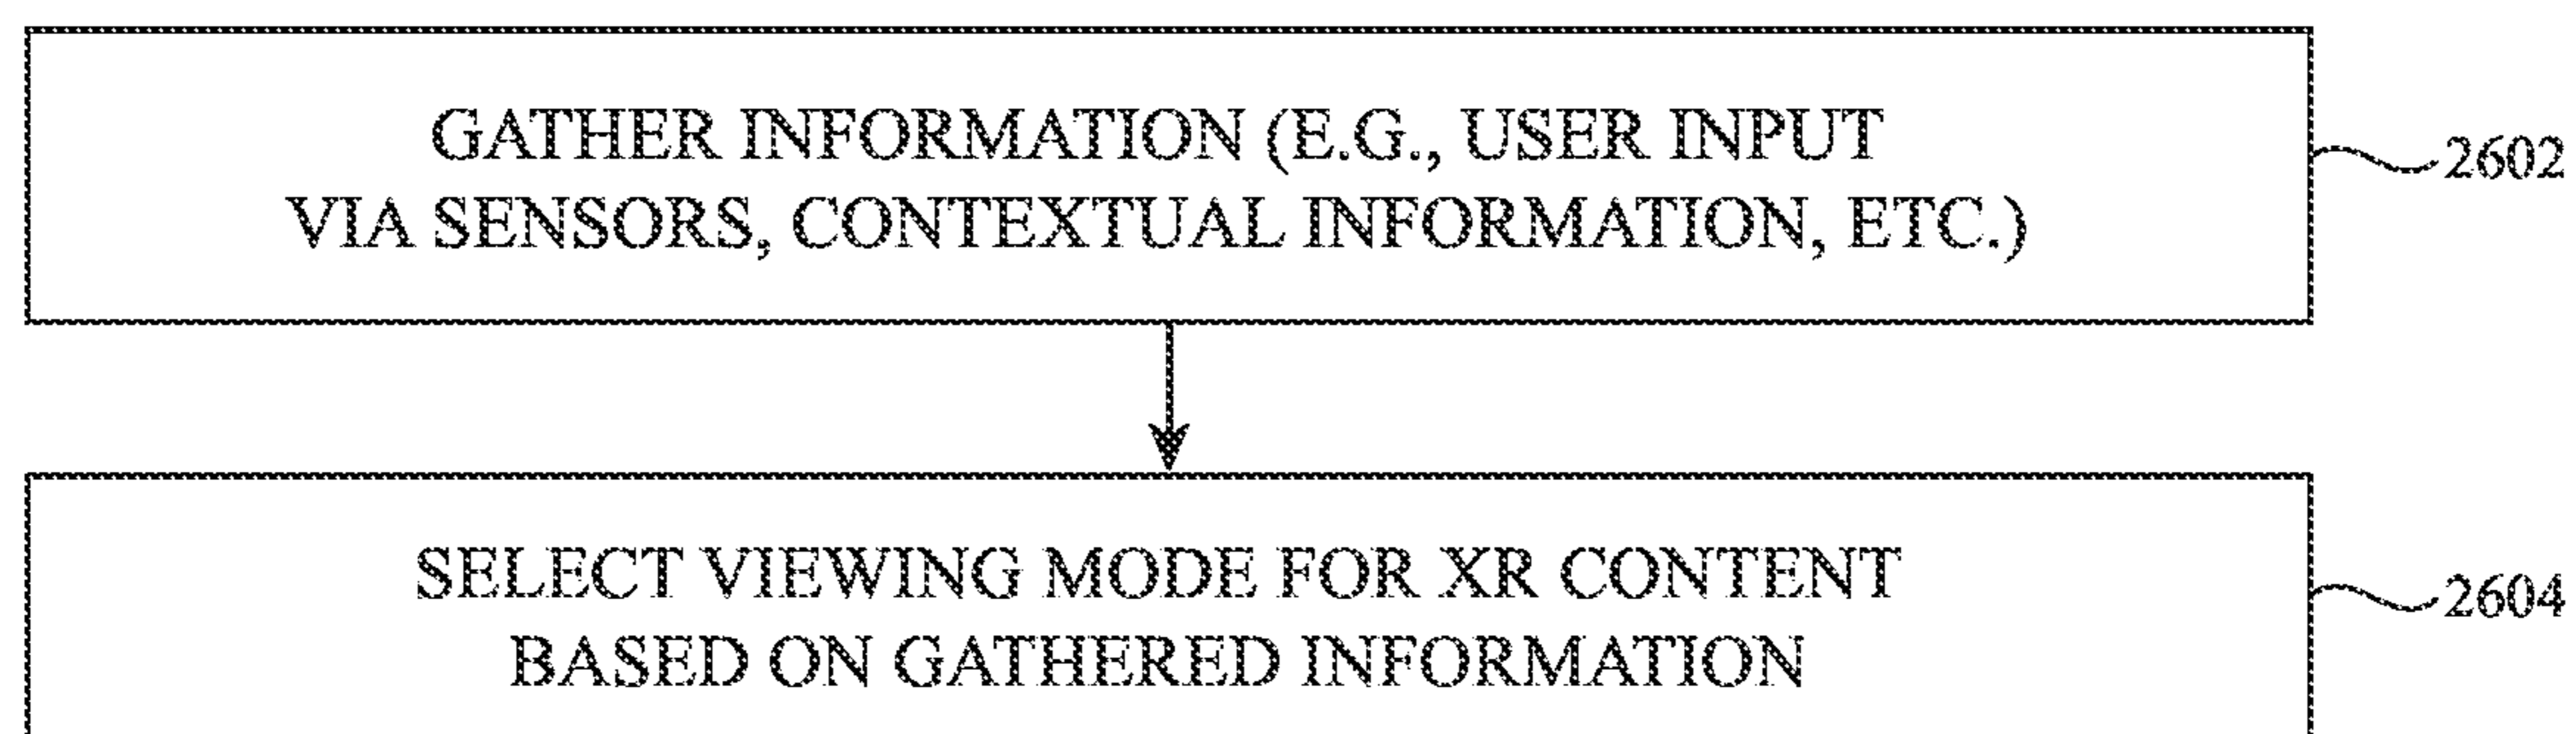 GATHER INFORMATION (E.G., USER INPUT
VIA SENSORS, CONTEXTUAL INFORMATION, ETC.)
2602
SELECT VIEWING MODE FOR XR CONTENT
BASED ON GATHERED INFORMATION
2604